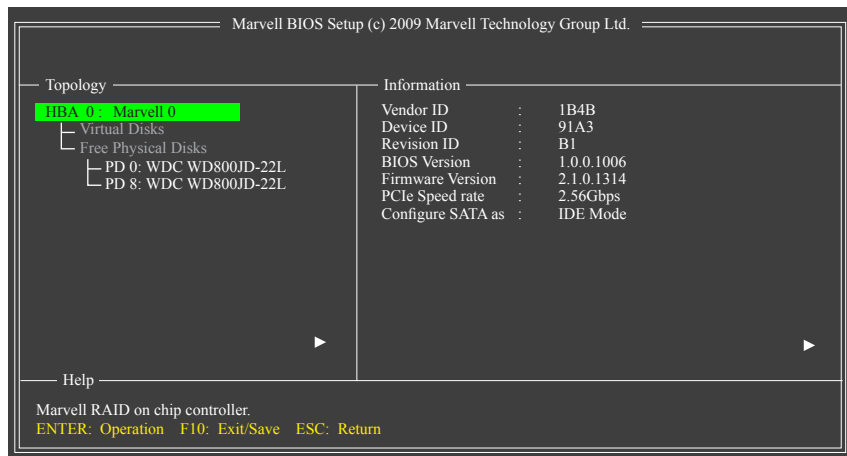 Marvell BIOS Setup (c) 2009 Marvell Technology Group Ltd.
Topology
HBA 0 : Marvell 0
Virtual Disks
Free Physical Disks
PD 0: WDC WD800JD-22L
PD 8: WDC WD800JD-22L
Information
Vendor ID : 1B4B
Device ID : 91A3
Revision ID : B1
BIOS Version : 1.0.0.1006
Firmware Version : 2.1.0.1314
PCIe Speed rate : 2.56Gbps
Configure SATA as : IDE Mode
Help
Marvell RAID on chip controller.
ENTER: Operation F10: Exit/Save ESC: Return